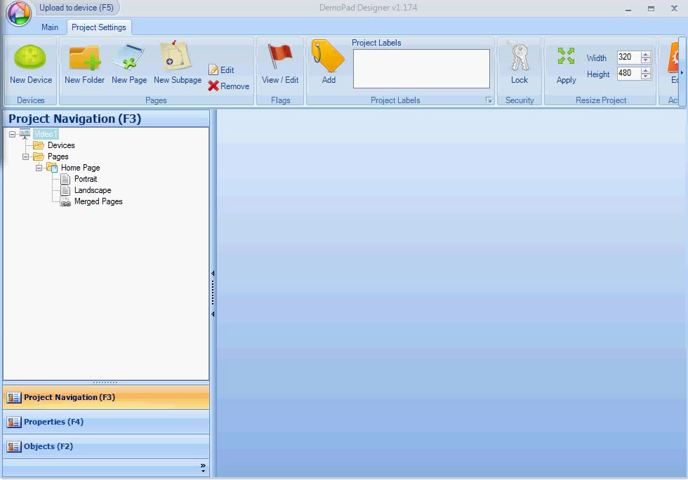 Upload to device (F5)
DemoPad Designer v1.174
Main
Project Settings
Project Labels
New Device
New Folder
New Page
New Subpage
Edit
Remove
View / Edit
Add
Lock
Apply
Width 320
Height 480
Devices
Pages
Flags
Project Labels
Security
Resize Project
Project Navigation (F3)
Video1
Devices
Pages
Home Page
Portrait
Landscape
Merged Pages
Project Navigation (F3)
Properties (F4)
Objects (F2)